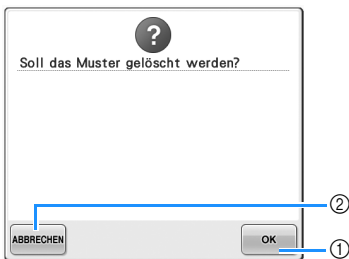 ?
Soll das Muster gelöscht werden?
②
ABBRECHEN
OK
①